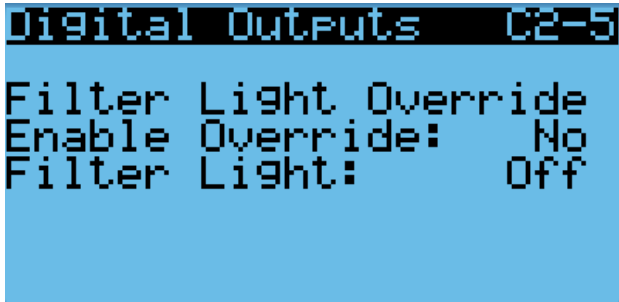 Digital Outputs C2-5
Filter Light Override
Enable Override: No
Filter Light: Off